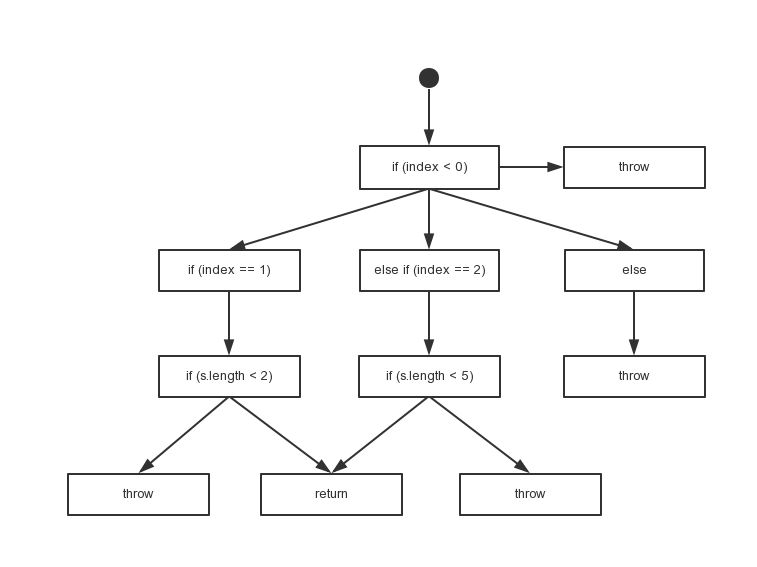 if (index < 0)
throw
if (index == 1)
else if (index == 2)
else
if (s.length < 2)
if (s.length < 5)
throw
throw
return
throw